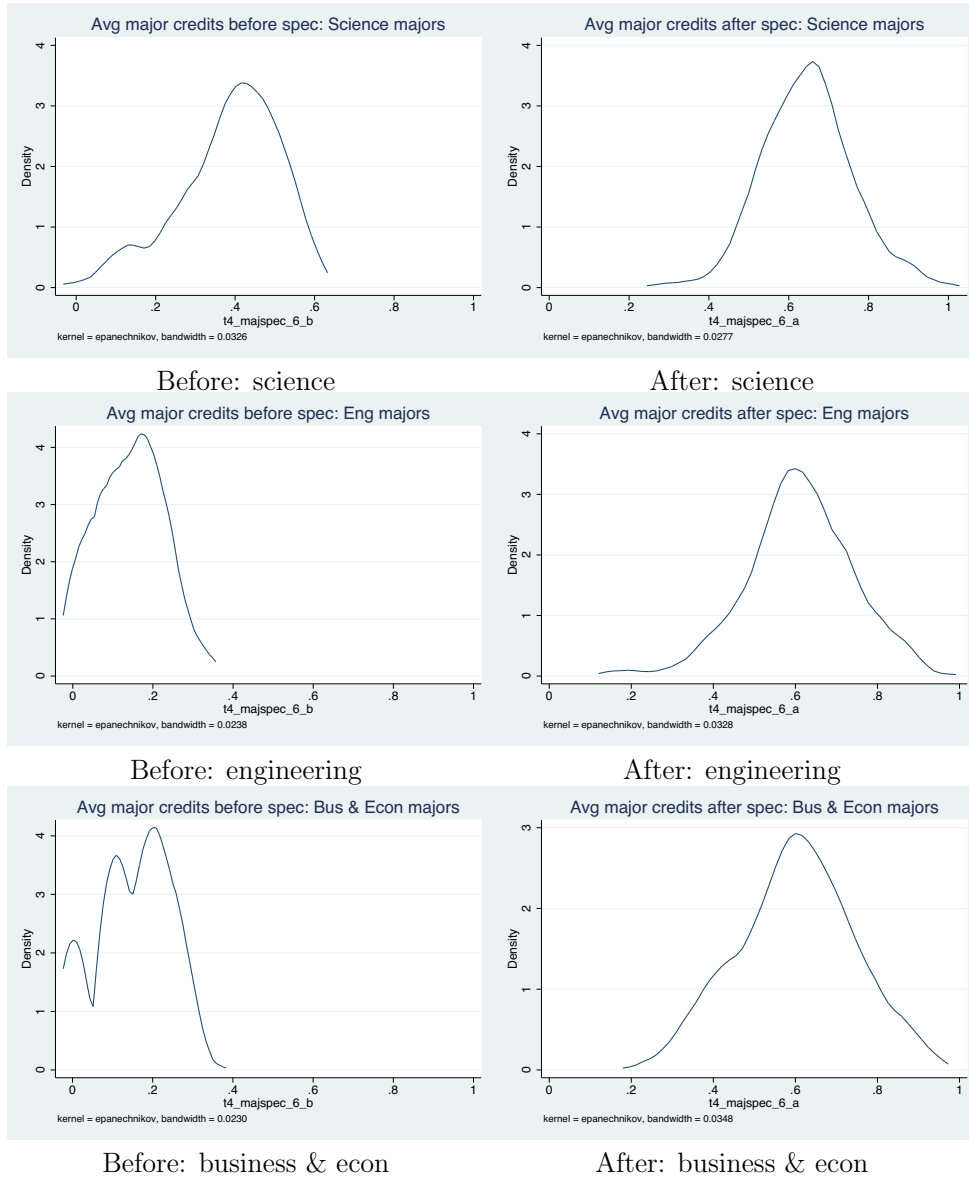 Avg major credits before spec: Science majors
Density
0 1 2 3 4
0 .2 .4 .6 .8 1
t4_majspec_6_b
kernel = epanechnikov, bandwidth = 0.0326
Before: science
Avg major credits after spec: Science majors
Density
0 1 2 3 4
0 .2 .4 .6 .8 1
t4_majspec_6_a
kernel = epanechnikov, bandwidth = 0.0277
After: science
Avg major credits before spec: Eng majors
Density
0 1 2 3 4
0 .2 .4 .6 .8 1
t4_majspec_6_b
kernel = epanechnikov, bandwidth = 0.0238
Before: engineering
Avg major credits after spec: Eng majors
Density
0 1 2 3 4
0 .2 .4 .6 .8 1
t4_majspec_6_a
kernel = epanechnikov, bandwidth = 0.0328
After: engineering
Avg major credits before spec: Bus & Econ majors
Density
0 1 2 3 4
0 .2 .4 .6 .8 1
t4_majspec_6_b
kernel = epanechnikov, bandwidth = 0.0230
Before: business & econ
Avg major credits after spec: Bus & Econ majors
Density
0 1 2 3
0 .2 .4 .6 .8 1
t4_majspec_6_a
kernel = epanechnikov, bandwidth = 0.0348
After: business & econ